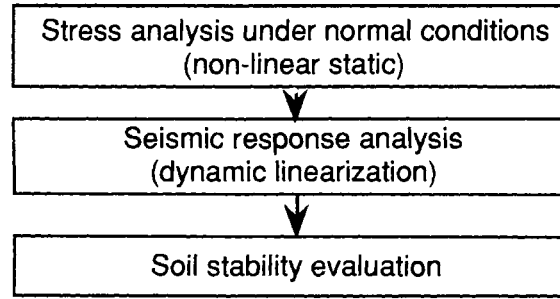 Stress analysis under normal conditions
(non-linear static)
Seismic response analysis
(dynamic linearization)
Soil stability evaluation